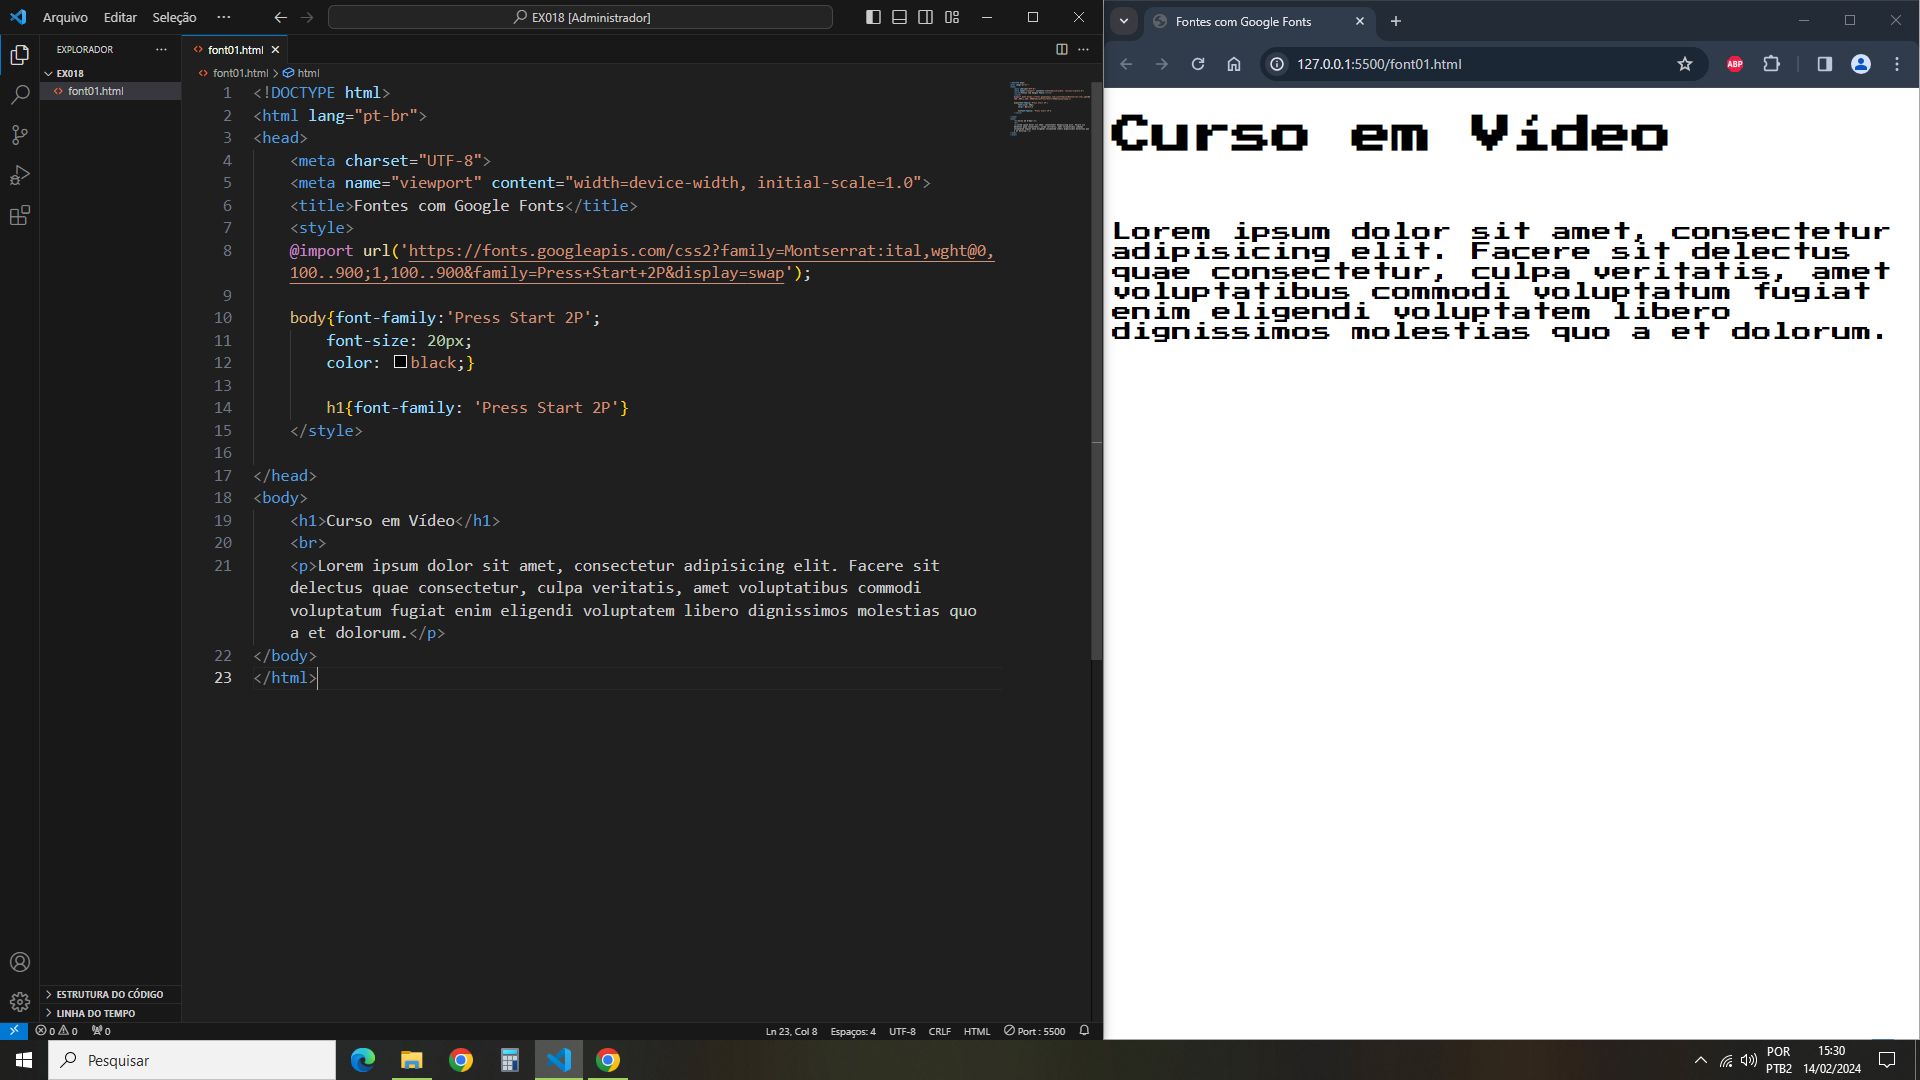 Arquivo Editar Seleção ··· EX018 [Administrador]
EXPLORADOR ···
EX018
font01.html
font01.html
font01.html > html
1 <!DOCTYPE html>
2 <html lang="pt-br">
3 <head>
4 <meta charset="UTF-8">
5 <meta name="viewport" content="width=device-width, initial-scale=1.0">
6 <title>Fontes com Google Fonts</title>
7 <style>
8 @import url('https://fonts.googleapis.com/css2?family=Montserrat:ital,wght@0,
100..900;1,100..900&family=Press+Start+2P&display=swap');
9
10 body{font-family:'Press Start 2P';
11 font-size: 20px;
12 color: black;}
13
14 h1{font-family: 'Press Start 2P'}
15 </style>
16
17 </head>
18 <body>
19 <h1>Curso em Vídeo</h1>
20 <br>
21 <p>Lorem ipsum dolor sit amet, consectetur adipisicing elit. Facere sit
delectus quae consectetur, culpa veritatis, amet voluptatibus commodi
voluptatum fugiat enim eligendi voluptatem libero dignissimos molestias quo
a et dolorum.</p>
22 </body>
23 </html>
ESTRUTURA DO CÓDIGO
LINHA DO TEMPO
0 0 0 Ln 23, Col 8 Espaços: 4 UTF-8 CRLF HTML Port : 5500
Fontes com Google Fonts
127.0.0.1:5500/font01.html
ABP
Curso em Vídeo
Lorem ipsum dolor sit amet, consectetur
adipisicing elit. Facere sit delectus
quae consectetur, culpa veritatis, amet
voluptatibus commodi voluptatum fugiat
enim eligendi voluptatem libero
dignissimos molestias quo a et dolorum.
Pesquisar
POR
PTB2
15:30
14/02/2024